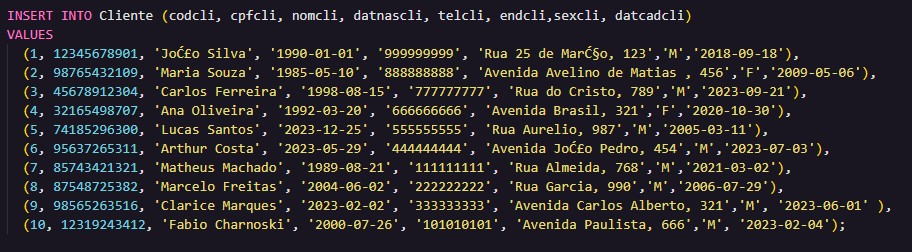 INSERT INTO Cliente (codcli, cpfcli, nomcli, datnascli, telcli, endcli,sexcli, datcadcli)
VALUES
(1, 12345678901, 'JoĆ£o Silva', '1990-01-01', '999999999', 'Rua 25 de MarĆ§o, 123','M','2018-09-18'),
(2, 98765432109, 'Maria Souza', '1985-05-10', '888888888', 'Avenida Avelino de Matias , 456','F','2009-05-06'),
(3, 45678912304, 'Carlos Ferreira', '1998-08-15', '777777777', 'Rua do Cristo, 789','M','2023-09-21'),
(4, 32165498707, 'Ana Oliveira', '1992-03-20', '666666666', 'Avenida Brasil, 321','F','2020-10-30'),
(5, 74185296300, 'Lucas Santos', '2023-12-25', '555555555', 'Rua Aurelio, 987','M','2005-03-11'),
(6, 95637265311, 'Arthur Costa', '2023-05-29', '444444444', 'Avenida JoĆ£o Pedro, 454','M','2023-07-03'),
(7, 85743421321, 'Matheus Machado', '1989-08-21', '111111111', 'Rua Almeida, 768','M','2021-03-02'),
(8, 87548725382, 'Marcelo Freitas', '2004-06-02', '222222222', 'Rua Garcia, 990','M','2006-07-29'),
(9, 98565263516, 'Clarice Marques', '2023-02-02', '333333333', 'Avenida Carlos Alberto, 321','M', '2023-06-01' ),
(10, 12319243412, 'Fabio Charnoski', '2000-07-26', '101010101', 'Avenida Paulista, 666','M', '2023-02-04');